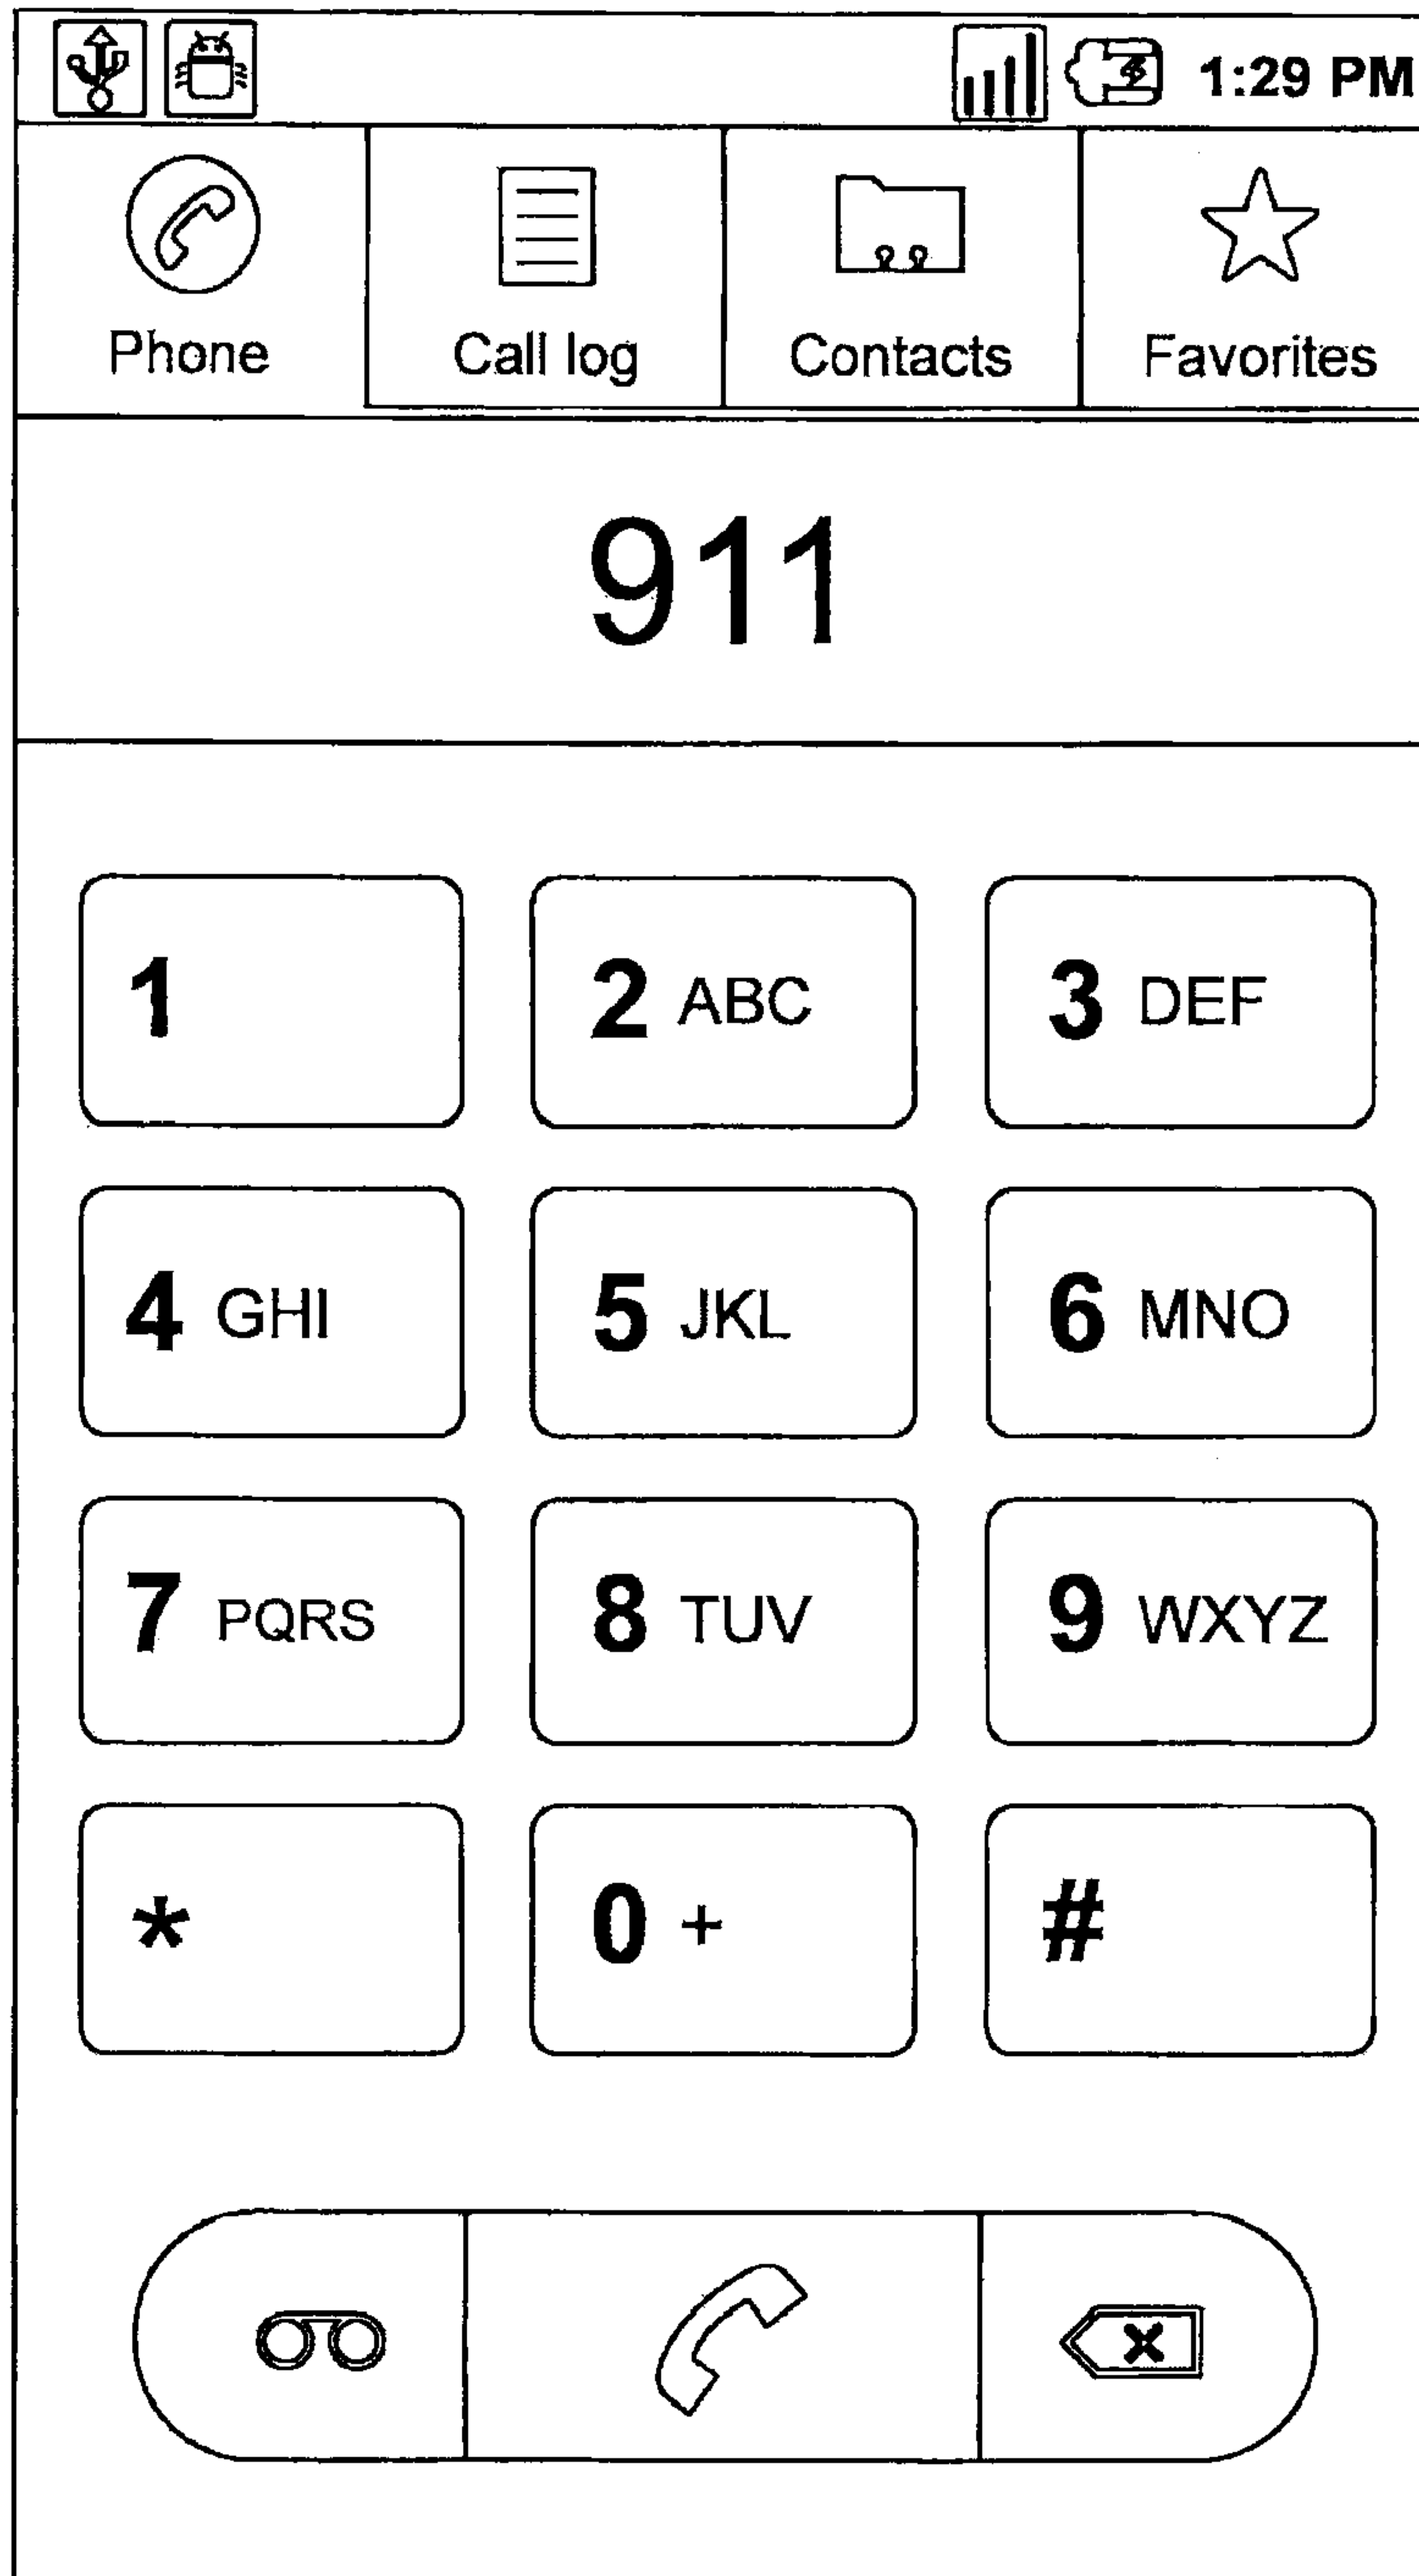 1:29 PM
Phone Call log Contacts Favorites
911
1 2 ABC 3 DEF
4 GHI 5 JKL 6 MNO
7 PQRS 8 TUV 9 WXYZ
* 0 + #